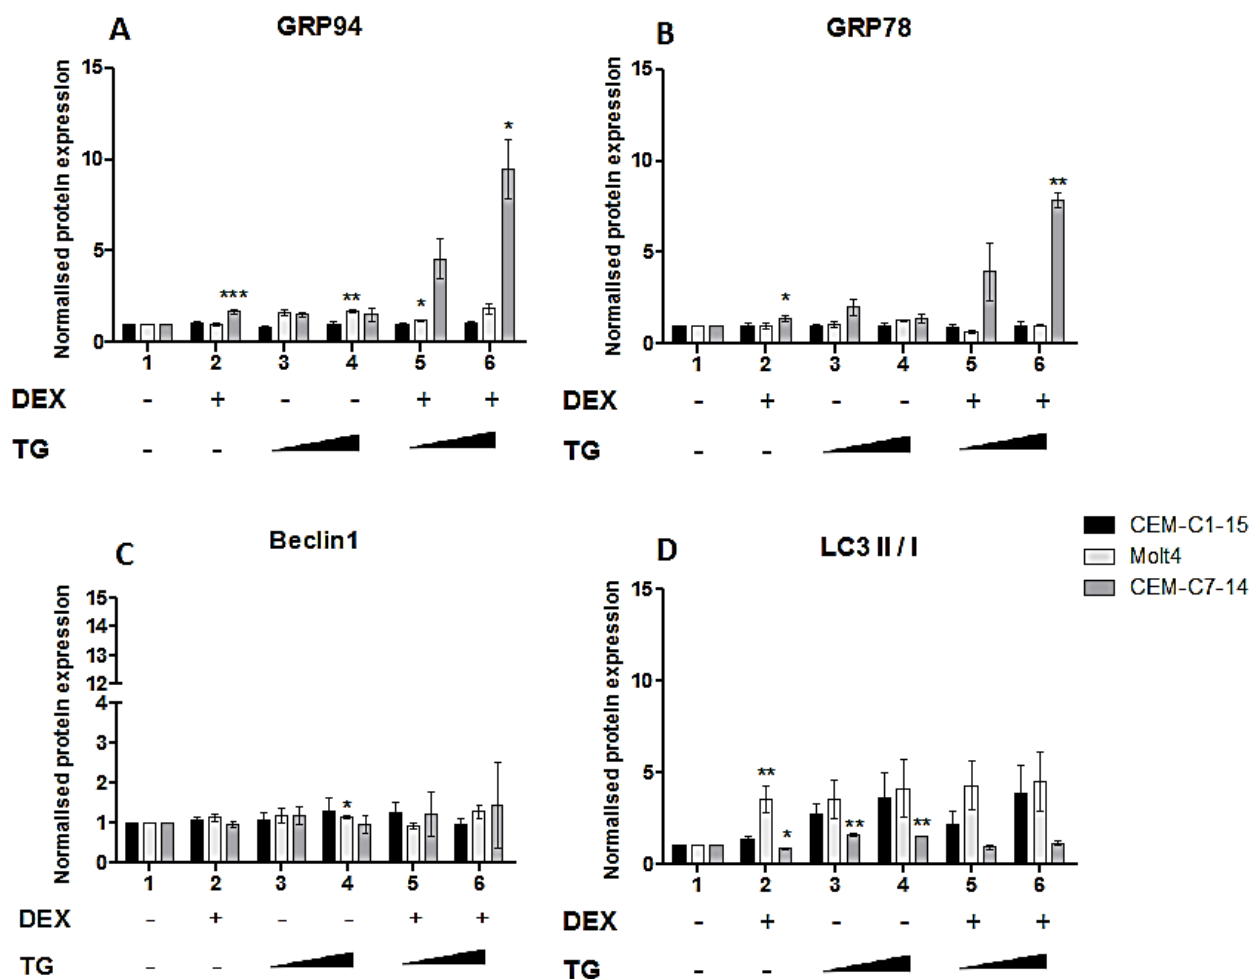 A
GRP94
Normalised protein expression
15
10
5
0
***
**
*
*
1 2 3 4 5 6
DEX - + - - + +
TG - -
B
GRP78
Normalised protein expression
15
10
5
0
*
**
1 2 3 4 5 6
DEX - + - - + +
TG - -
C
Beclin1
Normalised protein expression
15
14
13
12
4
3
2
1
0
*
1 2 3 4 5 6
DEX - + - - + +
TG - -
D
LC3 II / I
Normalised protein expression
15
10
5
0
**
*
**
**
1 2 3 4 5 6
DEX - + - - + +
TG - -
CEM-C1-15
Molt4
CEM-C7-14